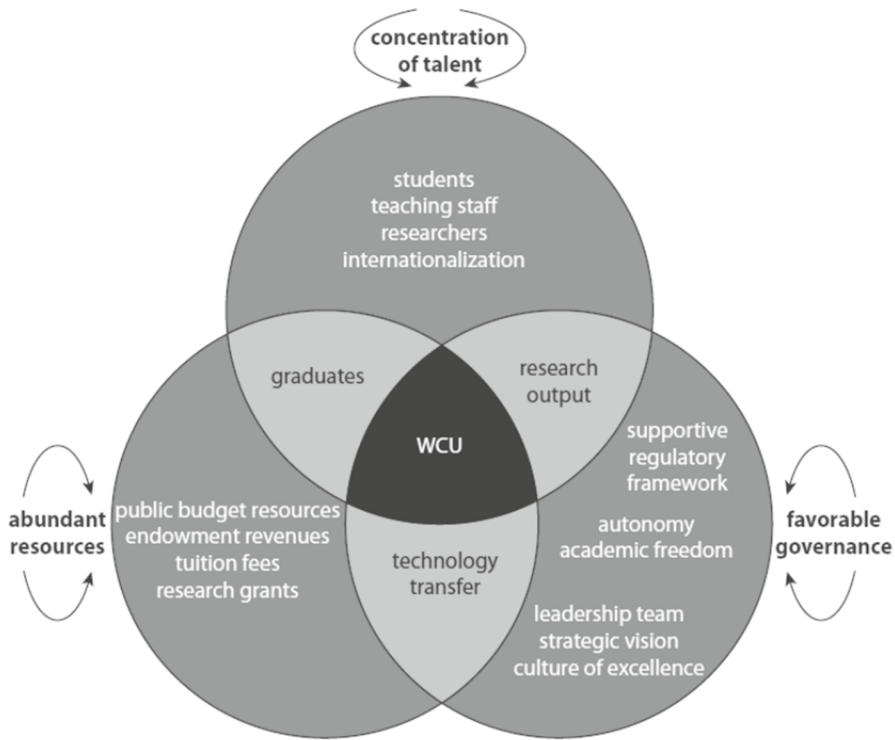 concentration
of talent
students
teaching staff
researchers
internationalization
graduates
research
output
WCU
supportive
regulatory
framework
autonomy
academic freedom
leadership team
strategic vision
culture of excellence
abundant
resources
public budget resources
endowment revenues
tuition fees
research grants
technology
transfer
favorable
governance